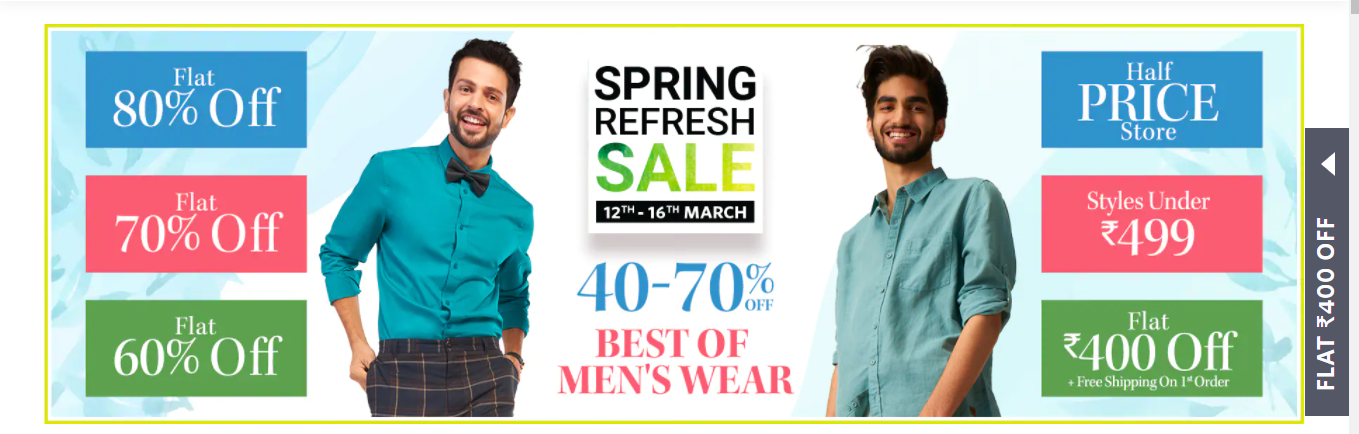 Flat
80% Off
Flat
70% Off
Flat
60% Off
SPRING
REFRESH
SALE
12TH - 16TH MARCH
40-70% OFF
BEST OF
MEN'S WEAR
Half
PRICE
Store
Styles Under
₹499
Flat
₹400 Off
+ Free Shipping On 1st Order
FLAT ₹400 OFF